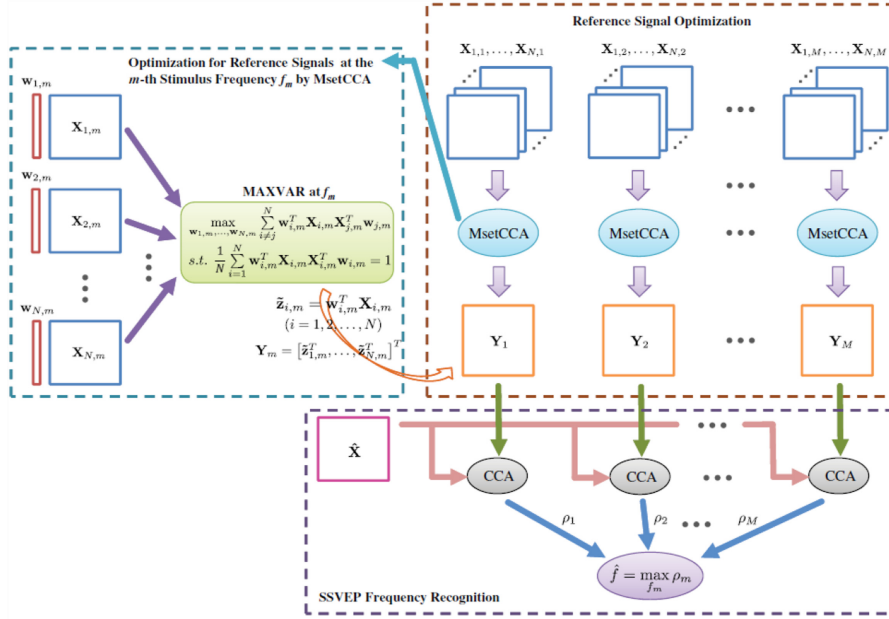 Reference Signal Optimization
Optimization for Reference Signals at the
m-th Stimulus Frequency f_m by MsetCCA
X_{1,1}, . . . , X_{N,1}
X_{1,2}, . . . , X_{N,2}
X_{1,M}, . . . , X_{N,M}
w_{1,m}
X_{1,m}
w_{2,m}
X_{2,m}
w_{N,m}
X_{N,m}
MAXVAR at f_m
max_{w_{1,m},...,w_{N,m}} \sum_{i≠j}^{N} w_{i,m}^T X_{i,m} X_{j,m}^T w_{j,m}
s.t. \frac{1}{N} \sum_{i=1}^{N} w_{i,m}^T X_{i,m} X_{i,m}^T w_{i,m} = 1
z̃_{i,m} = w_{i,m}^T X_{i,m}
(i = 1, 2, . . . , N)
Y_m = [z̃_{1,m}^T, . . . , z̃_{N,m}^T]^T
MsetCCA
MsetCCA
MsetCCA
Y_1
Y_2
Y_M
X̂
CCA
CCA
CCA
ρ_1
ρ_2
ρ_M
f̂ = max_{f_m} ρ_m
SSVEP Frequency Recognition